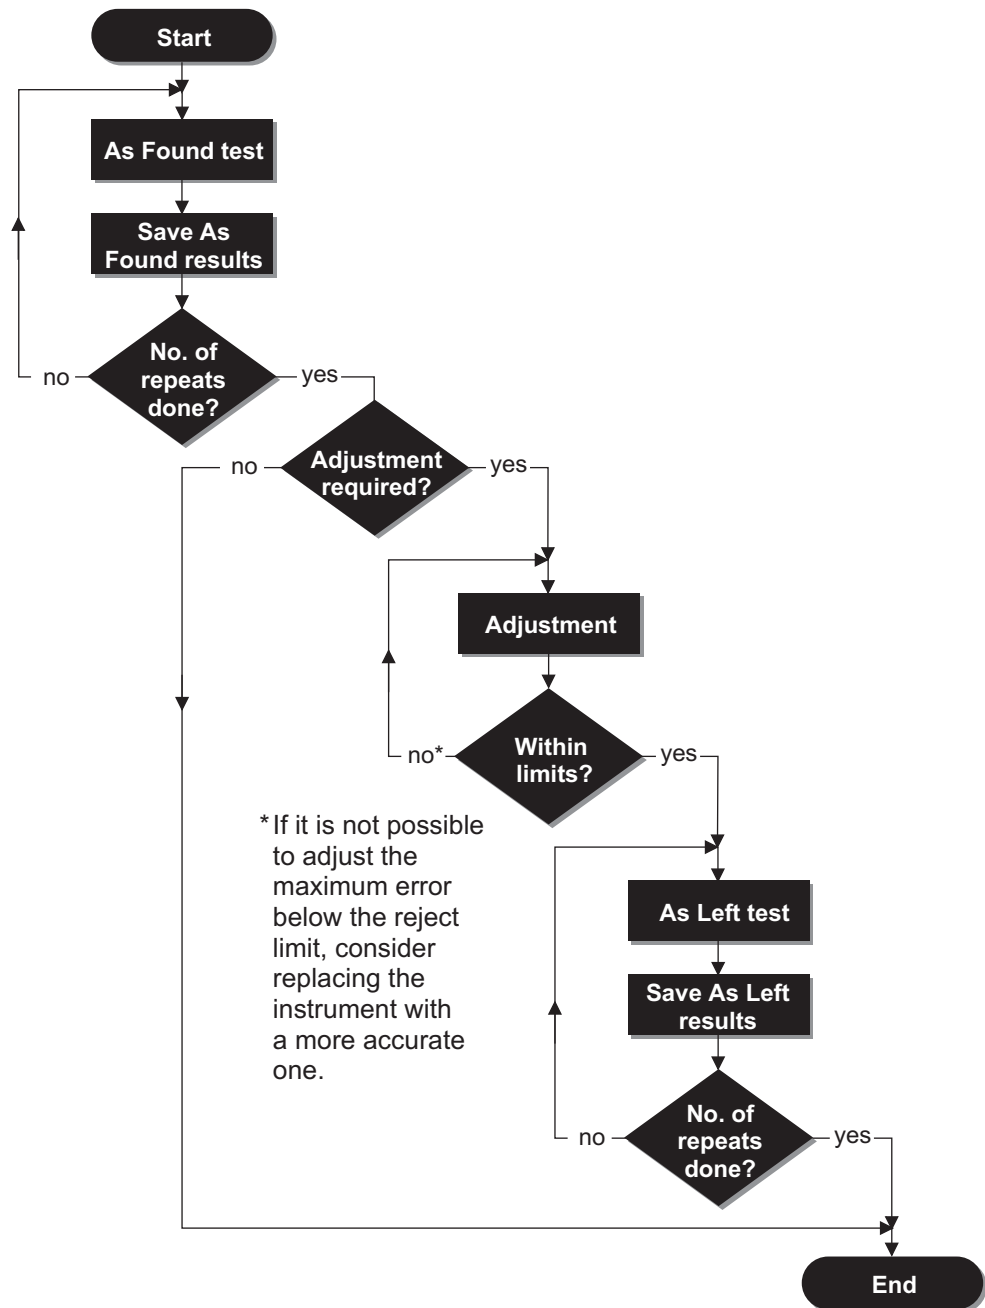 Start
As Found test
Save As
Found results
No. of
repeats
done?
no
yes
Adjustment
required?
no
yes
Adjustment
Within
limits?
no*
yes
*If it is not possible
to adjust the
maximum error
below the reject
limit, consider
replacing the
instrument with
a more accurate
one.
As Left test
Save As Left
results
No. of
repeats
done?
no
yes
End